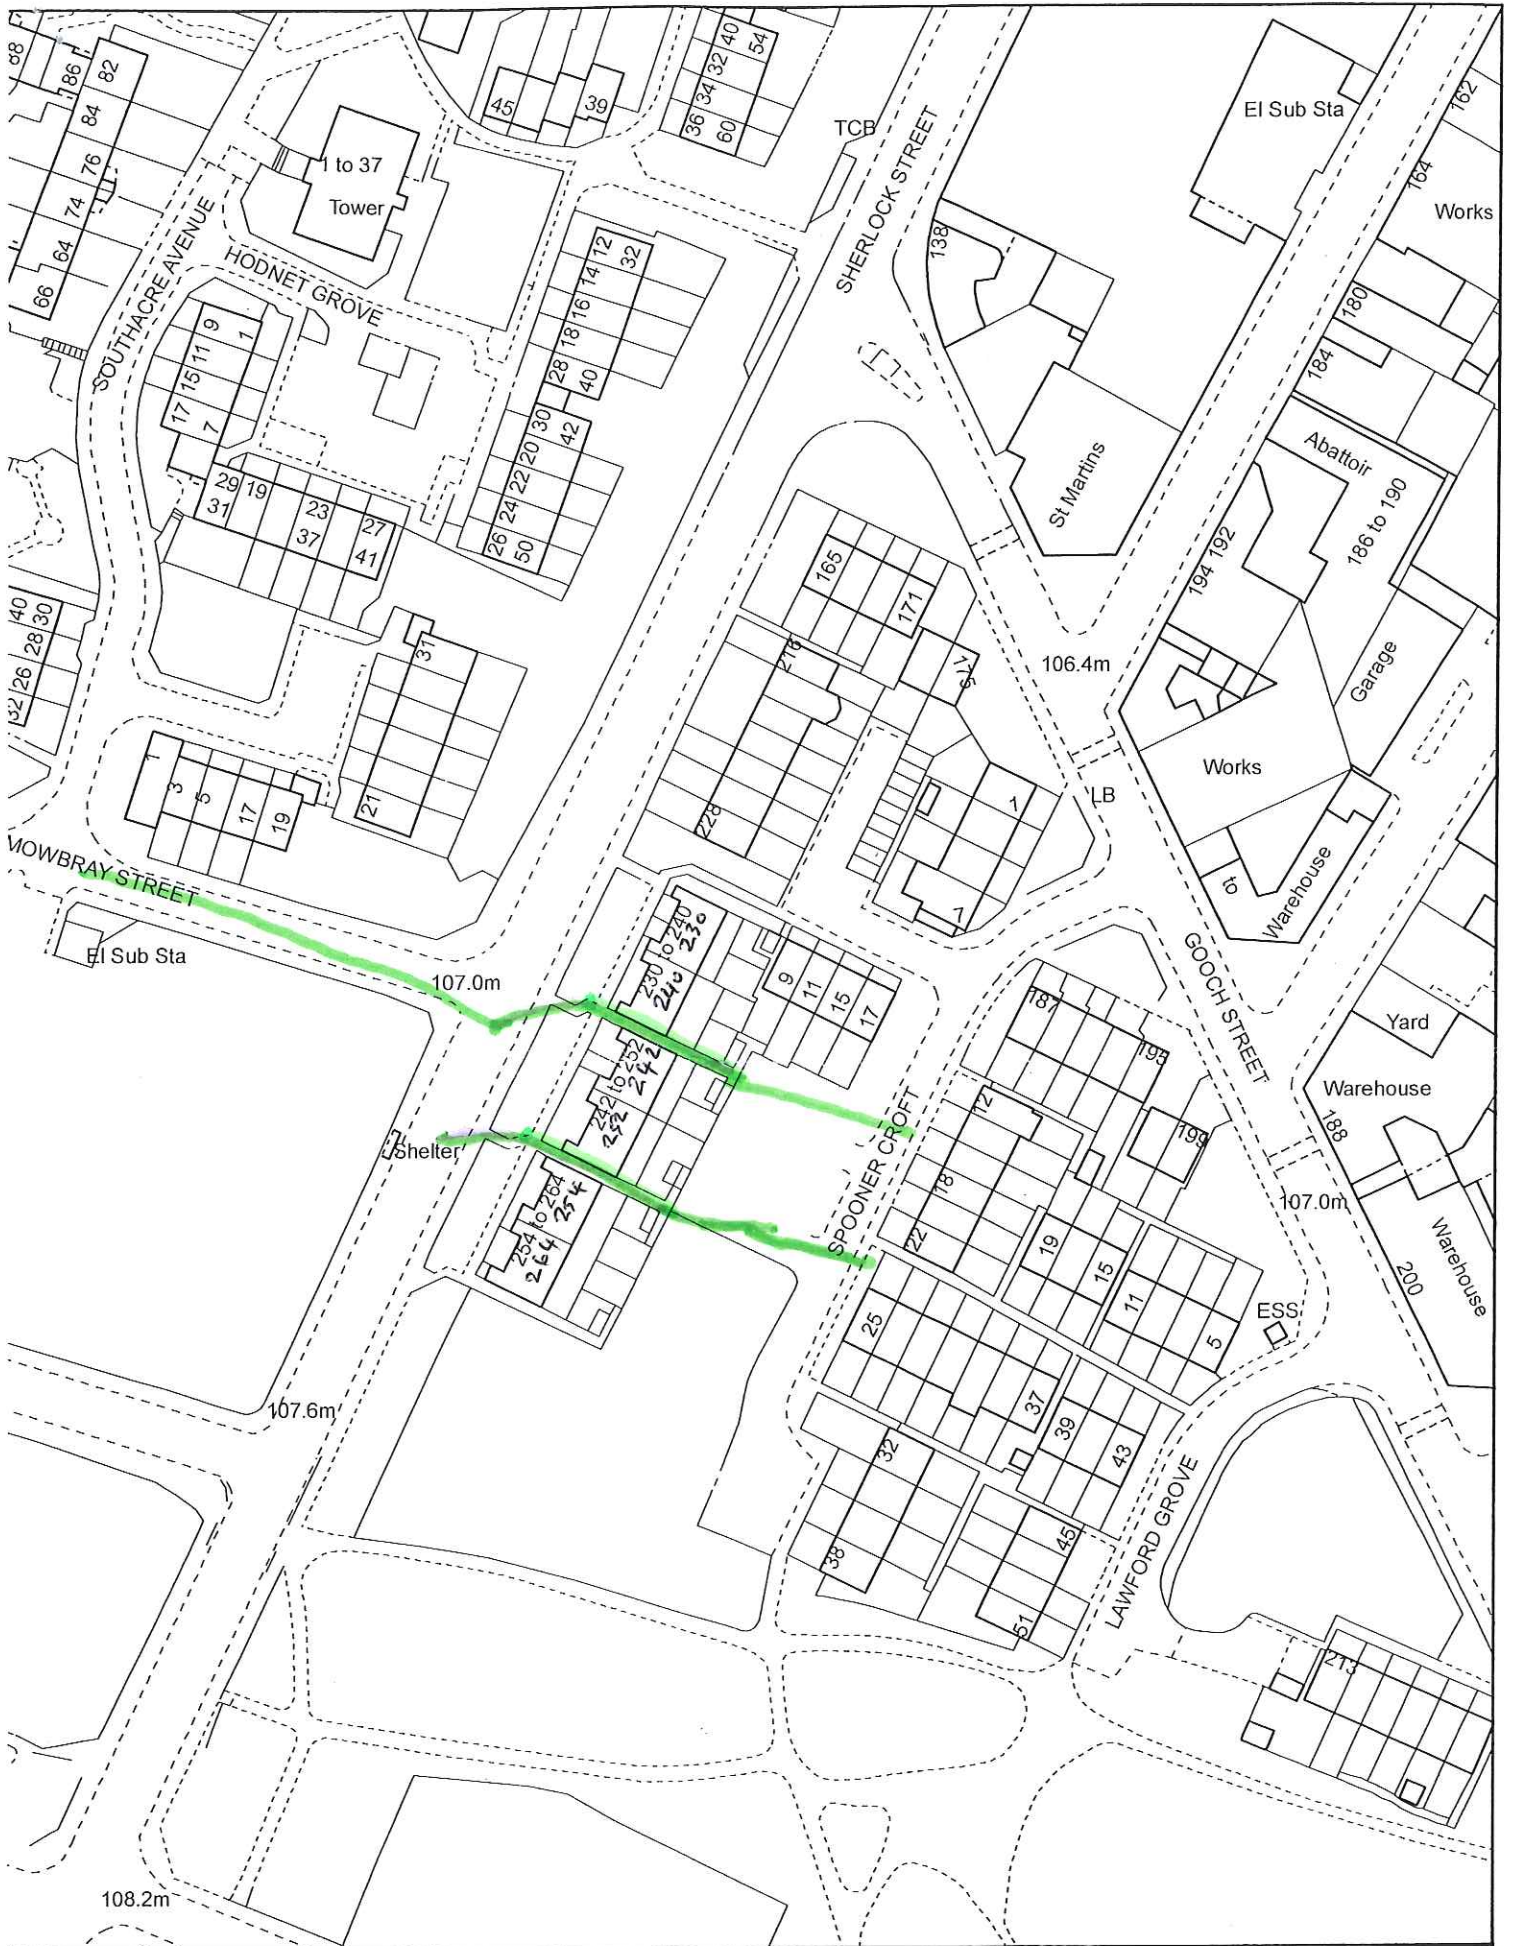 88
186
82
84
76
74
64
66
45
39
40
54
32
34
36
60
TCB
SHERLOCK STREET
El Sub Sta
162
164
Works
1 to 37
Tower
SOUTHACRE AVENUE
HODNET GROVE
138
180
184
12
32
14
16
18
28
40
30
42
20
22
24
26
50
9
1
11
15
17
7
29
19
31
23
37
27
41
St Martins
Abattoir
186 to 190
192
194
165
171
216
175
106.4m
Garage
40
30
28
26
32
31
21
1
3
5
17
19
228
1
7
LB
Works
to
Warehouse
MOWBRAY STREET
El Sub Sta
107.0m
230 to 240
230
240
9
11
15
17
GOOCH STREET
187
195
Yard
Warehouse
188
242 to 252
242
252
Shelter
12
199
18
22
SPOONER CROFT
107.0m
Warehouse
200
254 to 264
254
264
19
15
11
5
ESS
25
37
39
43
107.6m
32
38
45
51
LAWFORD GROVE
213
108.2m